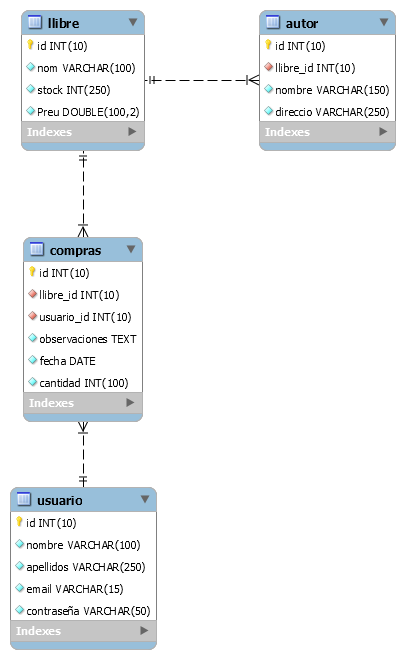 llibre
id INT(10)
nom VARCHAR(100)
stock INT(250)
Preu DOUBLE(100,2)
Indexes
autor
id INT(10)
llibre_id INT(10)
nombre VARCHAR(150)
direccio VARCHAR(250)
Indexes
compras
id INT(10)
llibre_id INT(10)
usuario_id INT(10)
observaciones TEXT
fecha DATE
cantidad INT(100)
Indexes
usuario
id INT(10)
nombre VARCHAR(100)
apellidos VARCHAR(250)
email VARCHAR(15)
contraseña VARCHAR(50)
Indexes